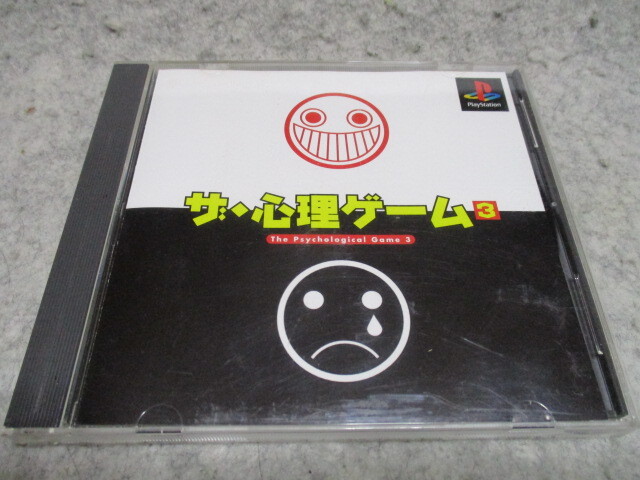 PlayStation
ザ・心理ゲーム3
The Psychological Game 3